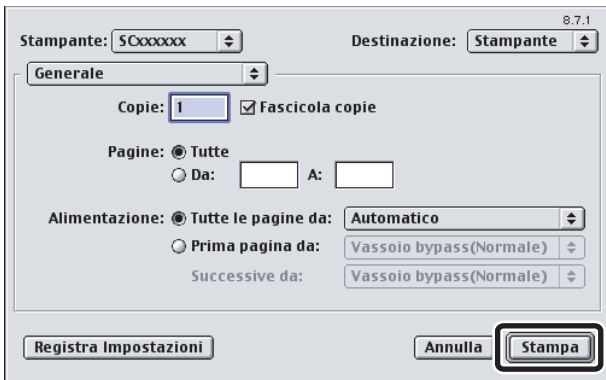 8.7.1
Stampante: SCxxxxxx Destinazione: Stampante
Generale
Copie: 1 Fascicola copie
Pagine: Tutte
Da: A:
Alimentazione: Tutte le pagine da: Automatico
Prima pagina da: Vassoio bypass(Normale)
Successive da: Vassoio bypass(Normale)
Registra Impostazioni Annulla Stampa